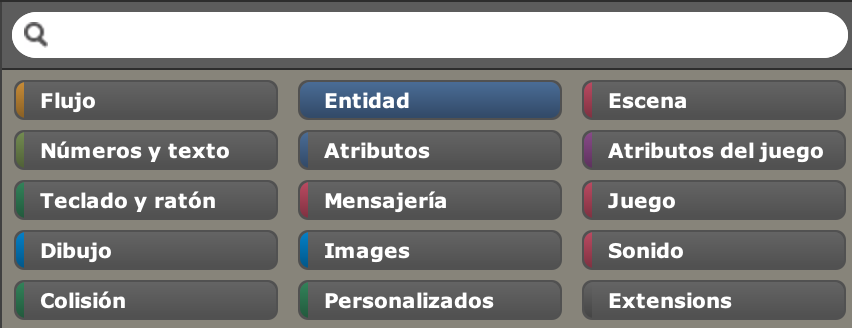 Flujo
Entidad
Escena
Números y texto
Atributos
Atributos del juego
Teclado y ratón
Mensajería
Juego
Dibujo
Images
Sonido
Colisión
Personalizados
Extensions